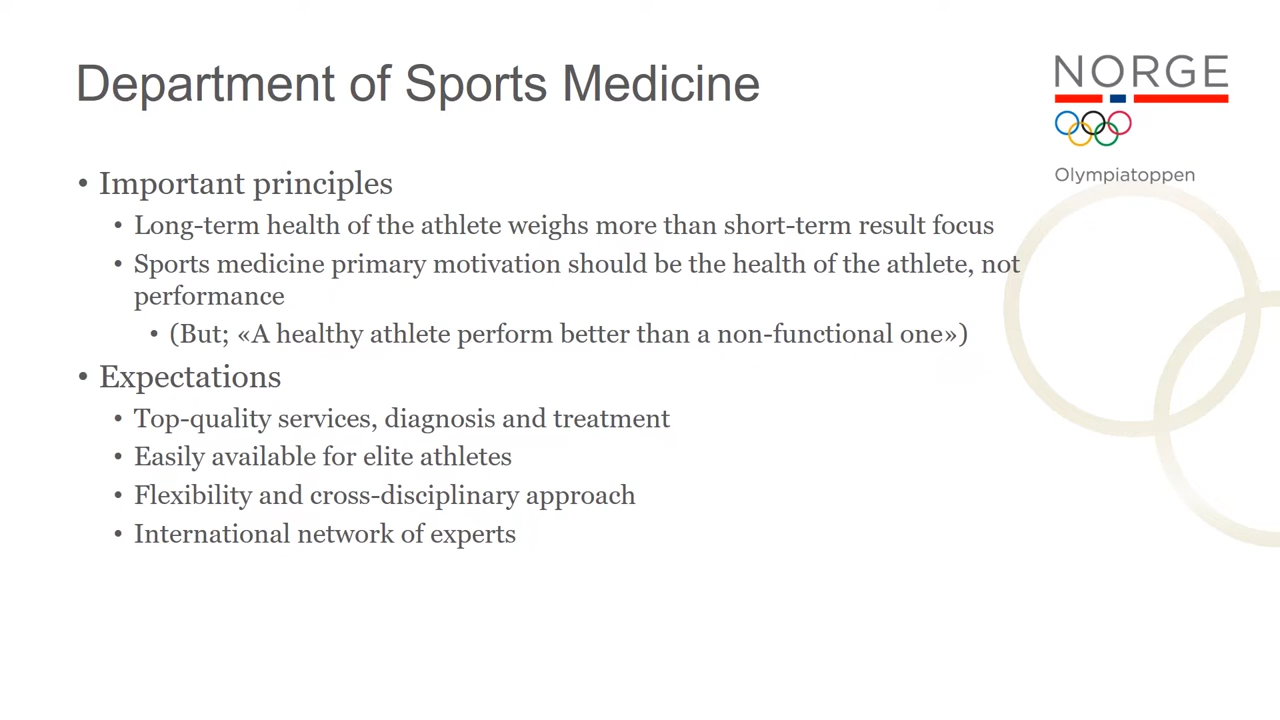 Department of Sports Medicine
NORGE
Olympiatoppen
• Important principles
• Long-term health of the athlete weighs more than short-term result focus
• Sports medicine primary motivation should be the health of the athlete, not
performance
• (But; «A healthy athlete perform better than a non-functional one»)
• Expectations
• Top-quality services, diagnosis and treatment
• Easily available for elite athletes
• Flexibility and cross-disciplinary approach
• International network of experts